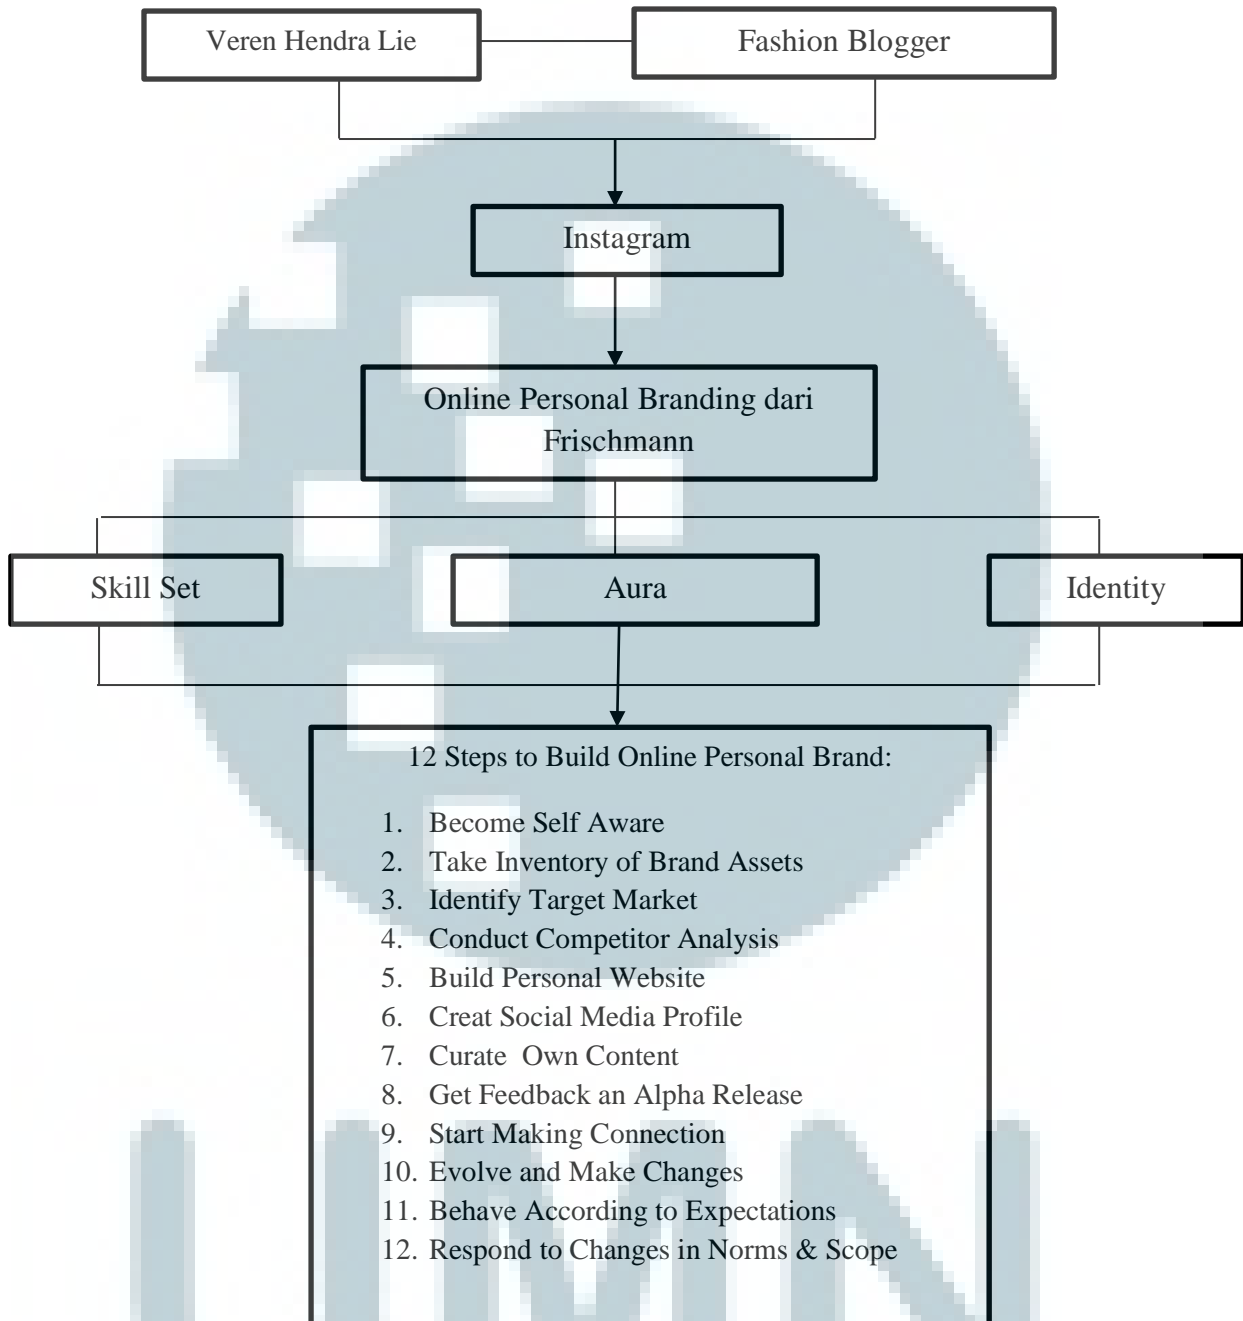 Veren Hendra Lie
Fashion Blogger
Instagram
Online Personal Branding dari
Frischmann
Skill Set
Aura
Identity
12 Steps to Build Online Personal Brand:
1. Become Self Aware
2. Take Inventory of Brand Assets
3. Identify Target Market
4. Conduct Competitor Analysis
5. Build Personal Website
6. Creat Social Media Profile
7. Curate  Own Content
8. Get Feedback an Alpha Release
9. Start Making Connection
10. Evolve and Make Changes
11. Behave According to Expectations
12. Respond to Changes in Norms & Scope
UMN